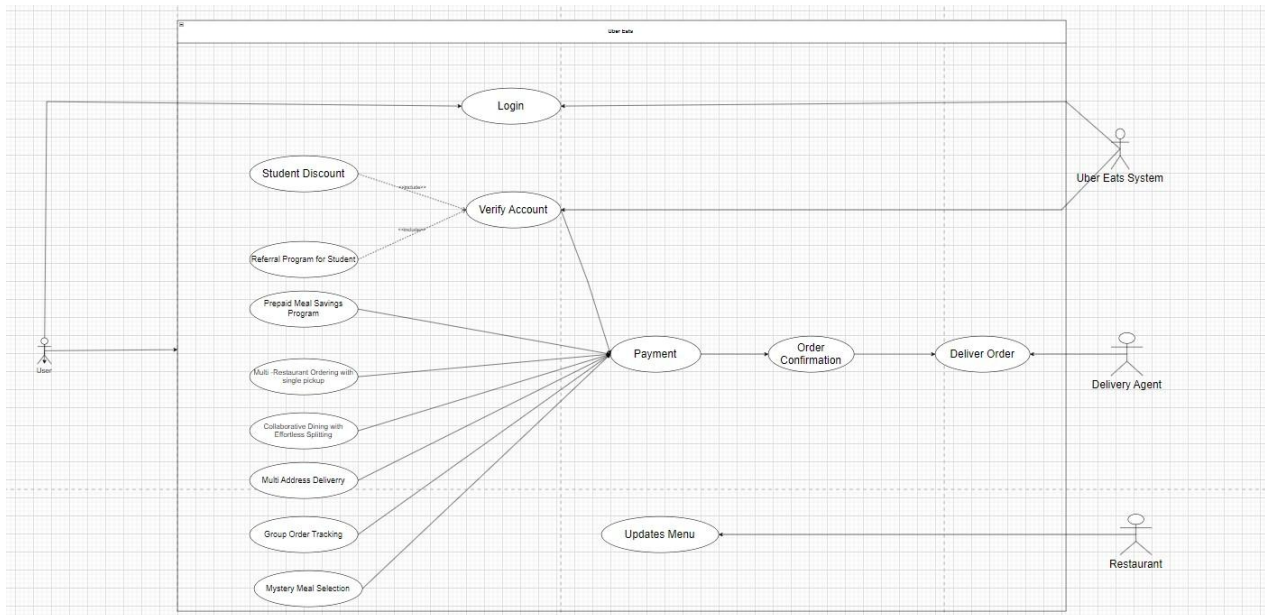 Uber Eats
Login
Student Discount
<<include>>
Verify Account
<<include>>
Referral Program for Student
Prepaid Meal Savings
Program
Multi -Restaurant Ordering with
single pickup
Collaborative Dining with
Effortless Splitting
Multi Address Deliverry
Group Order Tracking
Mystery Meal Selection
Payment
Order
Confirmation
Deliver Order
Updates Menu
User
Uber Eats System
Delivery Agent
Restaurant